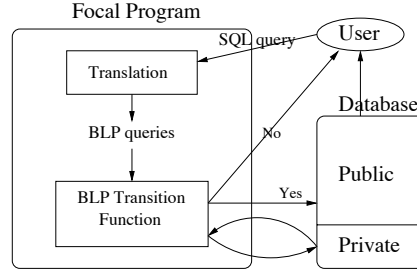 Focal Program
SQL query
User
Translation
Database
BLP queries
No
Public
BLP Transition
Function
Yes
Private